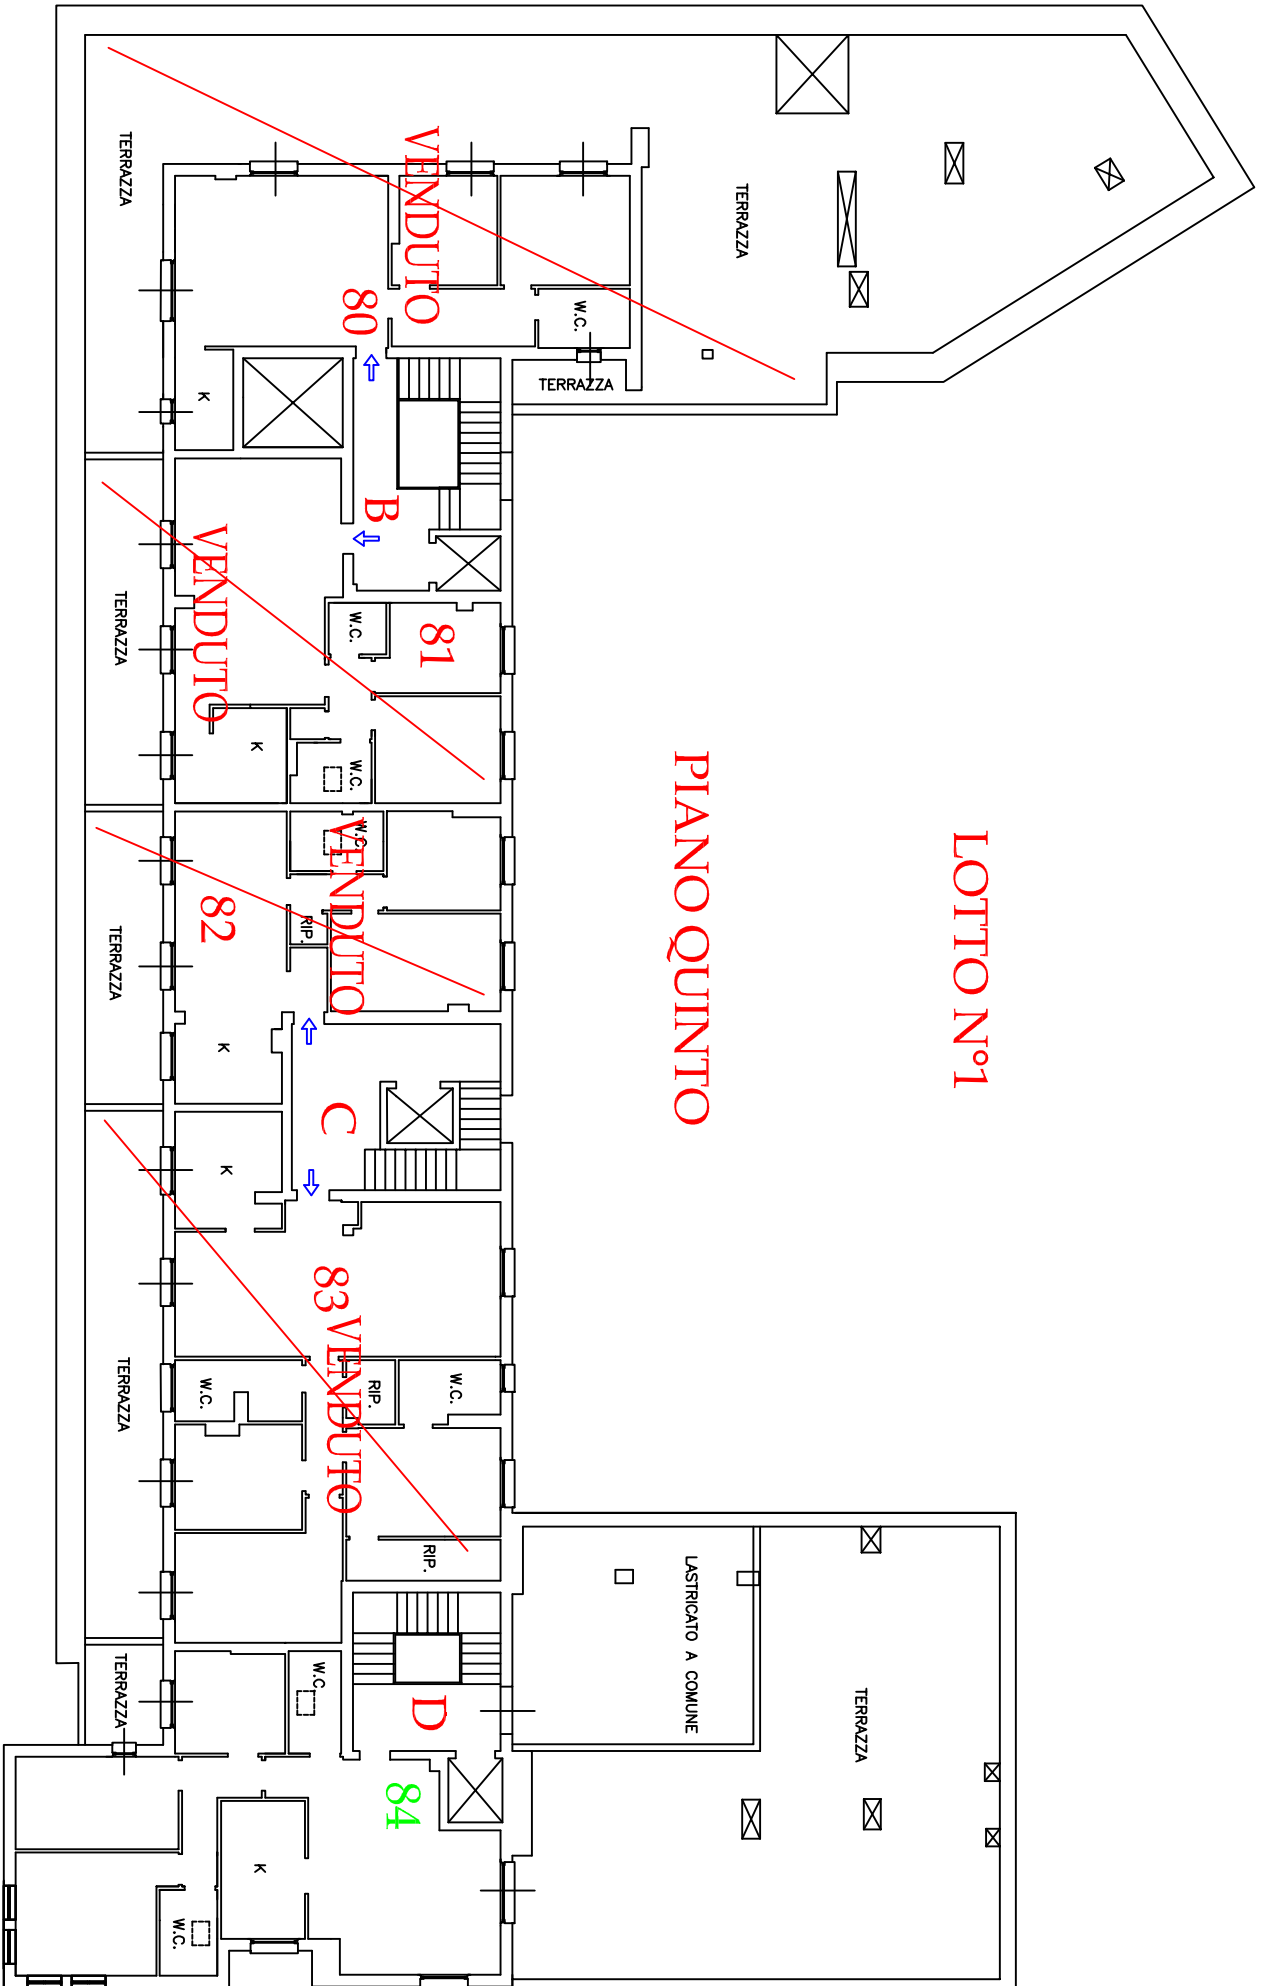 LOTTO N°1
PIANO QUINTO
TERRAZZA
TERRAZZA
VENDUTO
80
W.C.
TERRAZZA
K
B
VENDUTO
81
W.C.
TERRAZZA
K
W.C.
W.C.
VENDUTO
82
RIP.
TERRAZZA
K
C
K
83 VENDUTO
W.C.
RIP.
W.C.
TERRAZZA
RIP.
LASTRICATO A COMUNE
TERRAZZA
TERRAZZA
W.C
D
84
K
W.C.